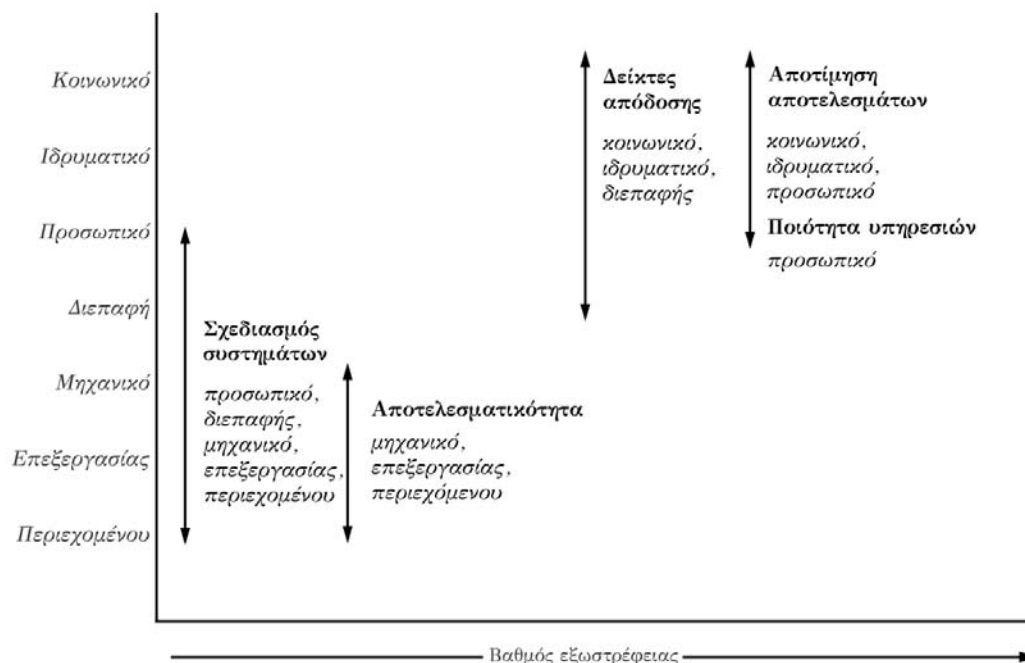 Κοινωνικό
Ιδρυματικό
Προσωπικό
Διεπαφή
Μηχανικό
Επεξεργασίας
Περιεχομένου
Σχεδιασμός
συστημάτων
προσωπικό,
διεπαφής,
μηχανικό,
επεξεργασίας,
περιεχομένου
Αποτελεσματικότητα
μηχανικό,
επεξεργασίας,
περιεχόμενου
Δείκτες
απόδοσης
κοινωνικό,
ιδρυματικό,
διεπαφής
Αποτίμηση
αποτελεσμάτων
κοινωνικό,
ιδρυματικό,
προσωπικό
Ποιότητα υπηρεσιών
προσωπικό
Βαθμός εξωστρέφειας